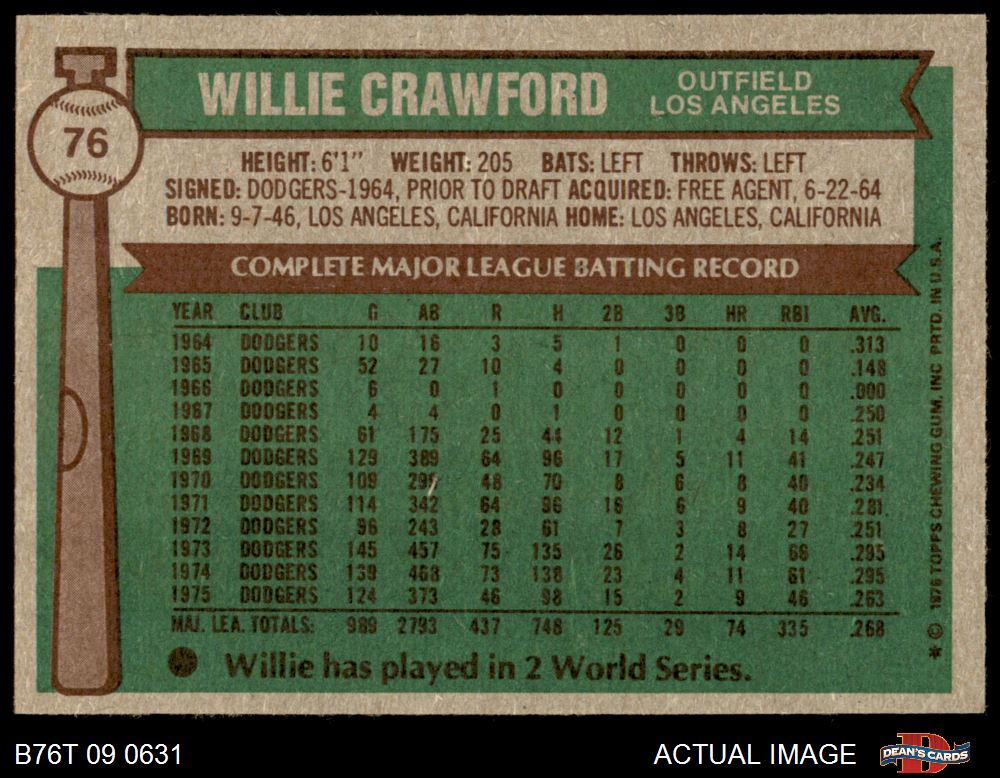 76
WILLIE CRAWFORD
OUTFIELD
LOS ANGELES
HEIGHT: 6'1" WEIGHT: 205 BATS: LEFT THROWS: LEFT
SIGNED: DODGERS-1964, PRIOR TO DRAFT ACQUIRED: FREE AGENT, 6-22-64
BORN: 9-7-46, LOS ANGELES, CALIFORNIA HOME: LOS ANGELES, CALIFORNIA
COMPLETE MAJOR LEAGUE BATTING RECORD
YEAR CLUB G AB R H 2B 3B HR RBI AVG.
1964 DODGERS 10 16 3 5 1 0 0 0 .313
1965 DODGERS 52 27 10 4 0 0 0 0 .148
1966 DODGERS 6 0 1 0 0 0 0 0 .000
1967 DODGERS 4 4 0 1 0 0 0 0 .250
1968 DODGERS 61 175 25 44 12 1 4 14 .251
1969 DODGERS 129 389 64 96 17 5 11 41 .247
1970 DODGERS 109 299 48 70 8 6 8 40 .234
1971 DODGERS 114 342 64 96 16 6 9 40 .281
1972 DODGERS 96 243 28 61 7 3 8 27 .251
1973 DODGERS 145 457 75 135 26 2 14 66 .295
1974 DODGERS 139 468 73 138 23 4 11 61 .295
1975 DODGERS 124 373 46 98 15 2 9 46 .263
MAJ. LEA. TOTALS: 989 2793 437 748 125 29 74 335 .268
Willie has played in 2 World Series.
* © 1976 TOPPS CHEWING GUM, INC PRTD. IN U.S.A.
B76T 09 0631
ACTUAL IMAGE
DEAN'S CARDS